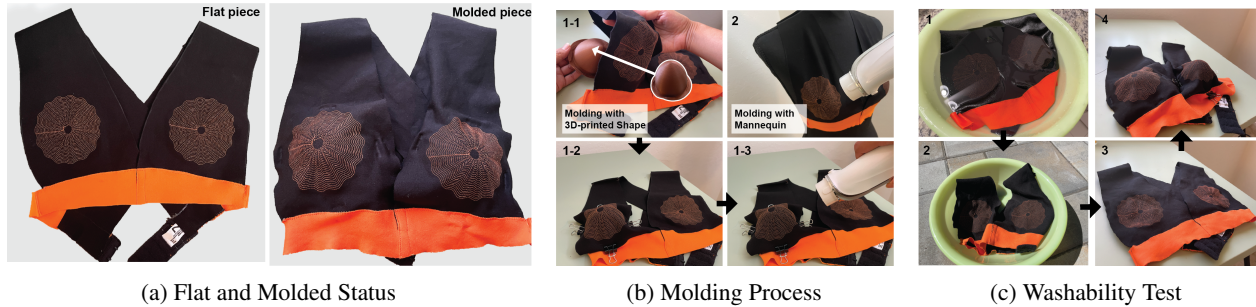 Flat piece
Molded piece
1-1
Molding with
3D-printed Shape
2
Molding with
Mannequin
1-2
1-3
1
4
2
3
(a) Flat and Molded Status
(b) Molding Process
(c) Washability Test